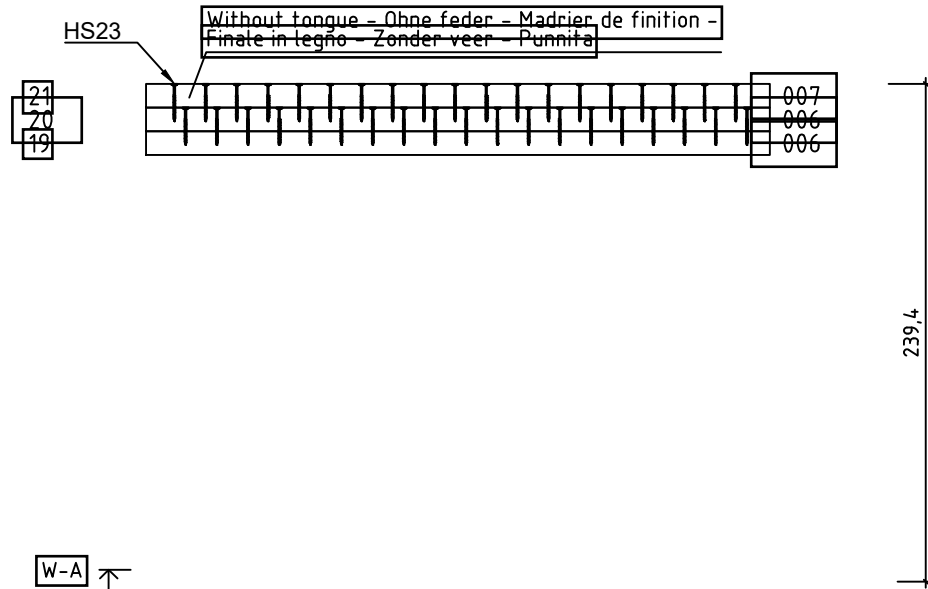 Without tongue - Ohne feder - Madrier de finition -
Finale in legno - Zonder veer - Punnita
HS23
21
007
20
006
19
006
239,4
W-A